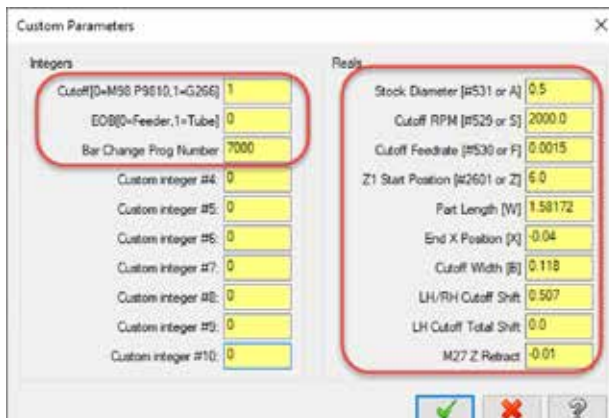 Custom Parameters
Integers
Cutoff[0=M98 P9810,1=G266] 1
EOB[0=Feeder,1=Tube] 0
Bar Change Prog Number 7000
Custom integer #4: 0
Custom integer #5: 0
Custom integer #6: 0
Custom integer #7: 0
Custom integer #8: 0
Custom integer #9: 0
Custom integer #10: 0
Reals
Stock Diameter [#531 or A] 0.5
Cutoff RPM [#529 or S] 2000.0
Cutoff Feedrate [#530 or F] 0.0015
Z1 Start Position [#2601 or Z] 6.0
Part Length [W] 1.58172
End X Position [X] -0.04
Cutoff Width [B] 0.118
LH/RH Cutoff Shift 0.507
LH Cutoff Total Shift 0.0
M27 Z Retract -0.01